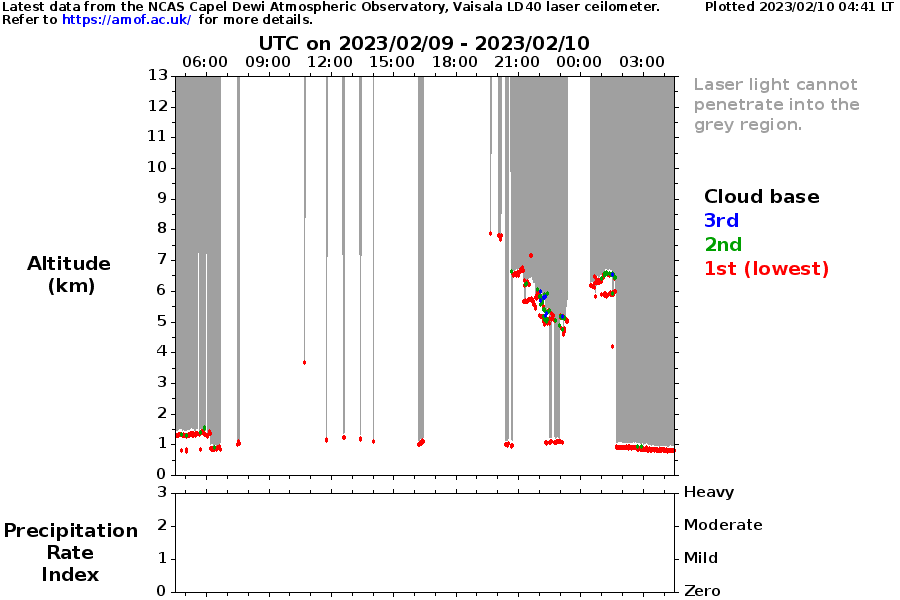 Latest data from the NCAS Capel Dewi Atmospheric Observatory, Vaisala LD40 laser ceilometer. Plotted 2023/02/10 04:41 LT
Refer to https://amof.ac.uk/ for more details.
UTC on 2023/02/09 - 2023/02/10
06:00 09:00 12:00 15:00 18:00 21:00 00:00 03:00
13
12
11
10
9
8
7
6
5
4
3
2
1
0
Altitude
(km)
Laser light cannot
penetrate into the
grey region.
Cloud base
3rd
2nd
1st (lowest)
3
2
1
0
Precipitation
Rate
Index
Heavy
Moderate
Mild
Zero